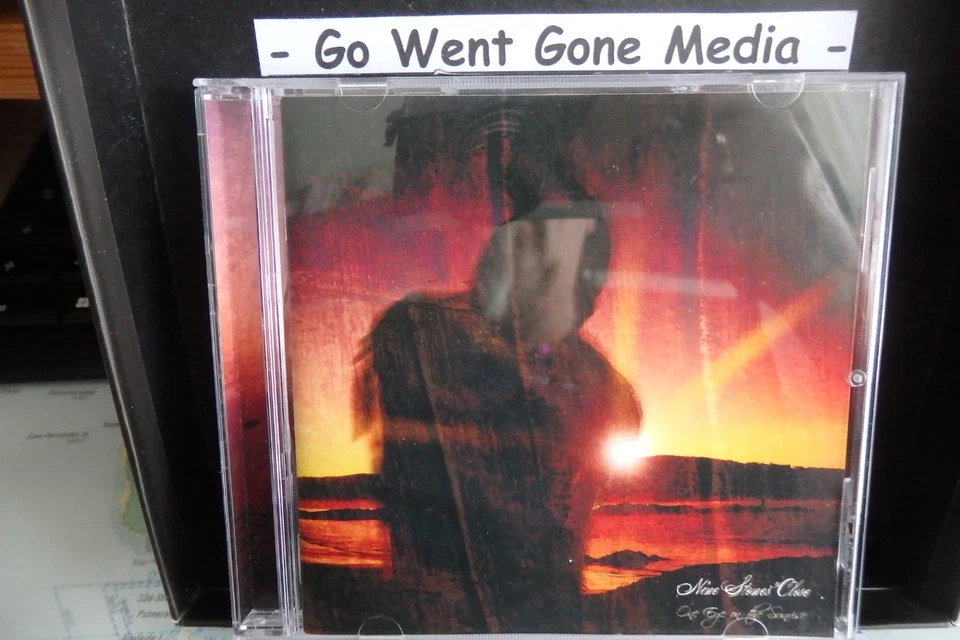 - Go Went Gone Media -
Nine Stones Close
One Eye on the Sunrise